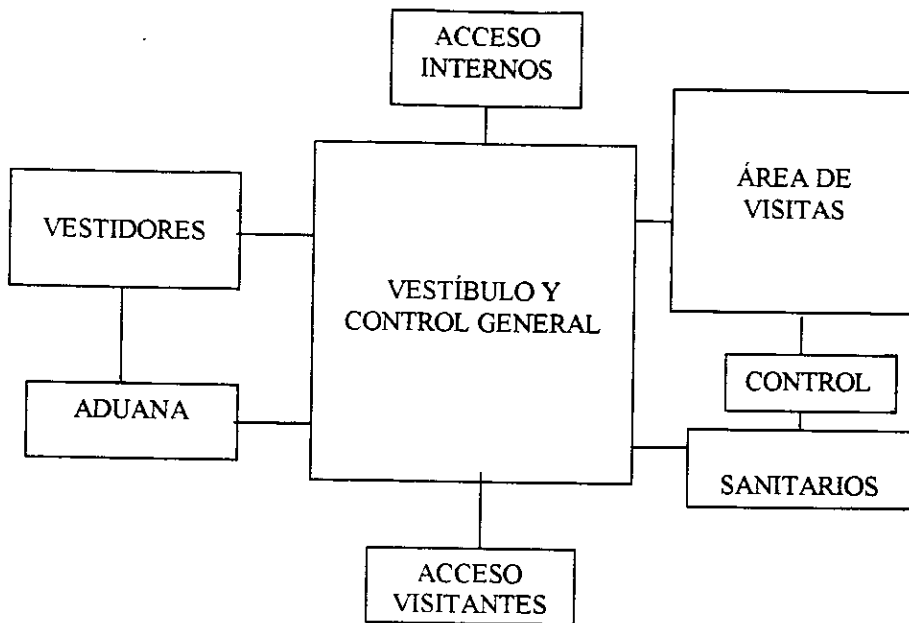 ACCESO
INTERNOS
ÁREA DE
VISITAS
VESTIDORES
VESTÍBULO Y
CONTROL GENERAL
CONTROL
ADUANA
SANITARIOS
ACCESO
VISITANTES